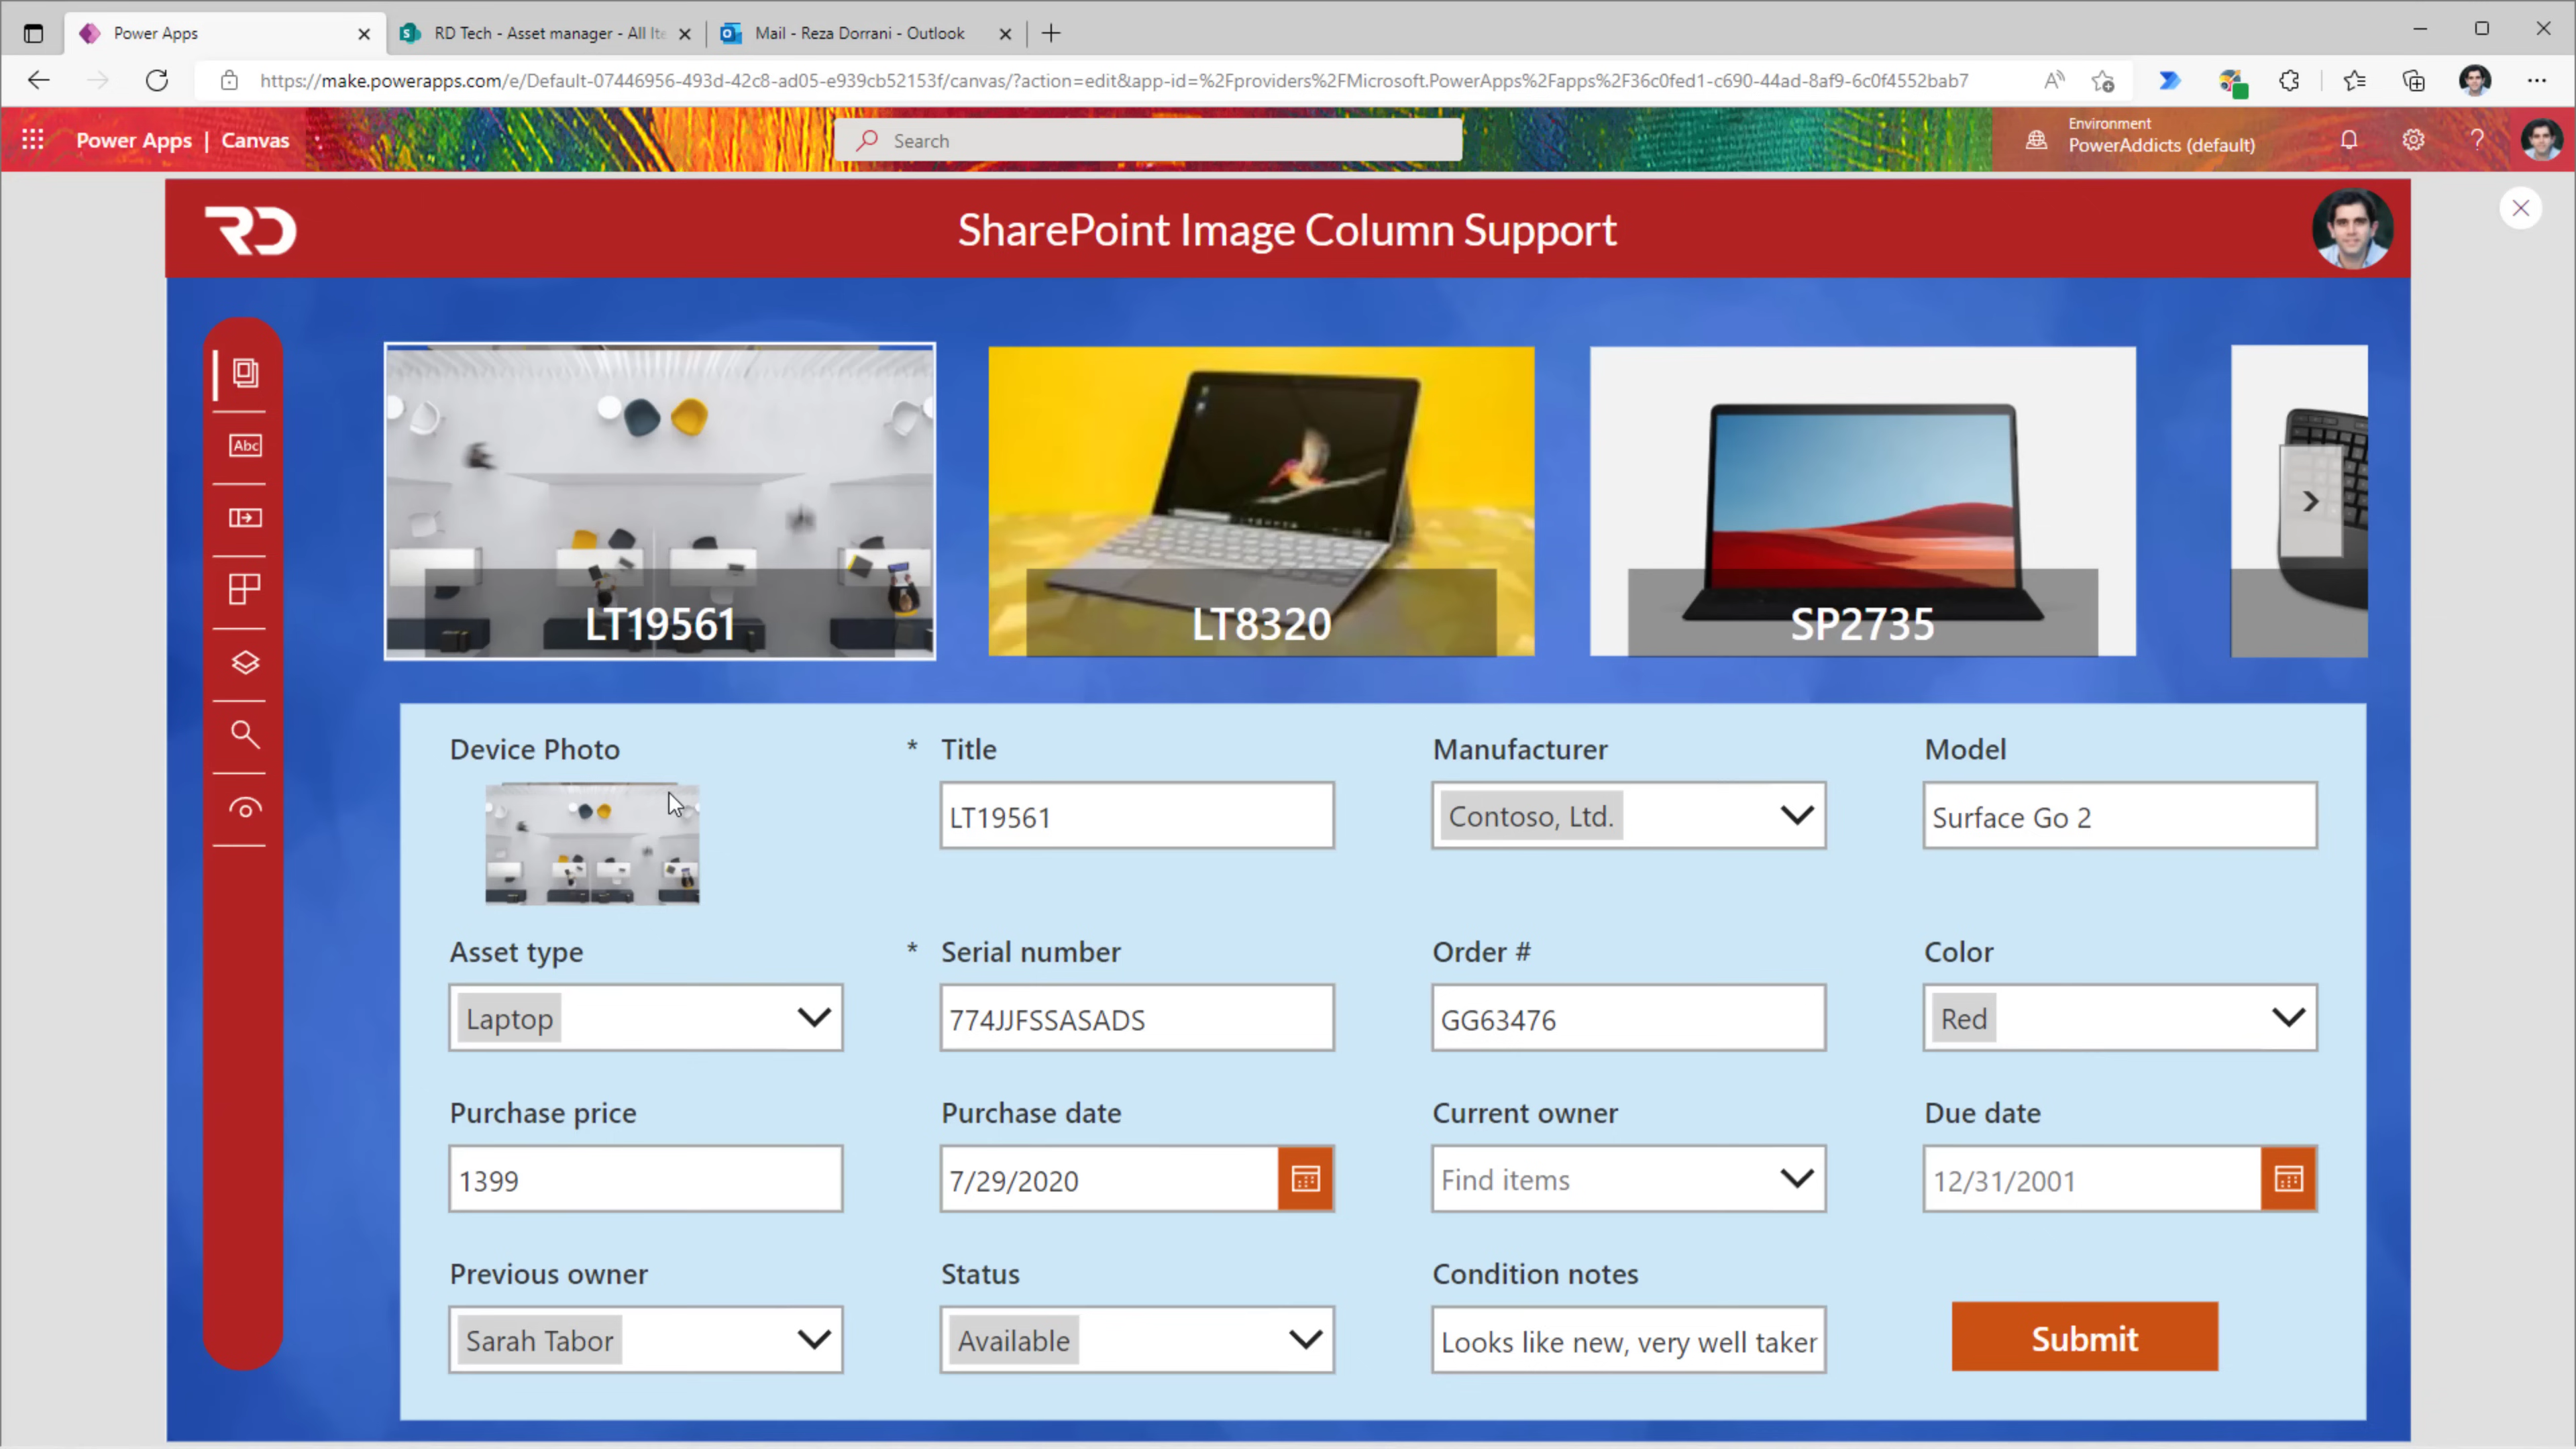 Power Apps
RD Tech - Asset manager - All Ite
Mail - Reza Dorrani - Outlook
https://make.powerapps.com/e/Default-07446956-493d-42c8-ad05-e939cb52153f/canvas/?action=edit&app-id=%2Fproviders%2FMicrosoft.PowerApps%2Fapps%2F36c0fed1-c690-44ad-8af9-6c0f4552bab7
Power Apps | Canvas
Search
Environment
PowerAddicts (default)
RD
SharePoint Image Column Support
Abc
LT19561
LT8320
SP2735
Device Photo
* Title
Manufacturer
Model
LT19561
Contoso, Ltd.
Surface Go 2
Asset type
* Serial number
Order #
Color
Laptop
774JJFSSASADS
GG63476
Red
Purchase price
Purchase date
Current owner
Due date
1399
7/29/2020
Find items
12/31/2001
Previous owner
Status
Condition notes
Sarah Tabor
Available
Looks like new, very well taken
Submit